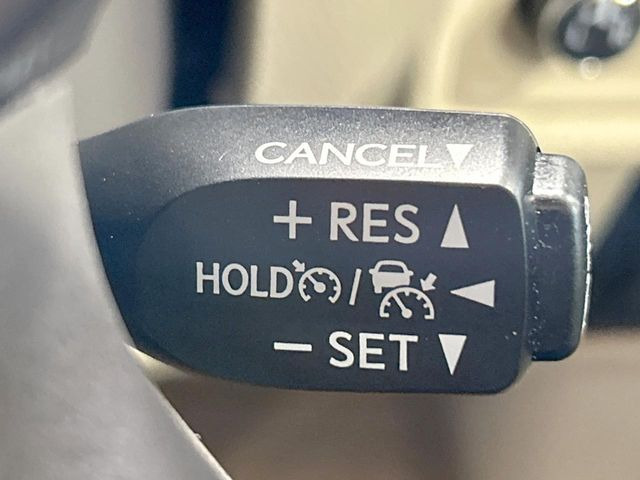 CANCEL▼
+ RES ▲
HOLD / ◀
− SET ▼